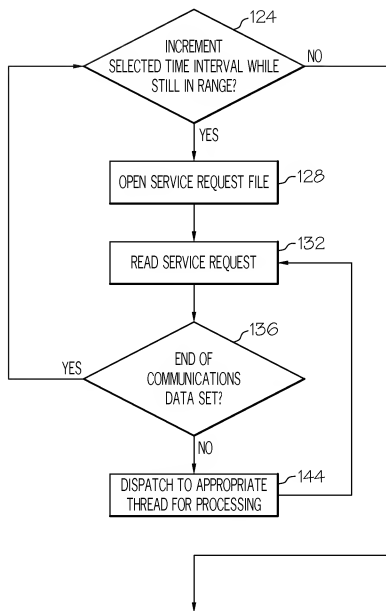 124
INCREMENT
SELECTED TIME INTERVAL WHILE
STILL IN RANGE?
NO
YES
OPEN SERVICE REQUEST FILE
128
READ SERVICE REQUEST
132
136
END OF
COMMUNICATIONS
DATA SET?
YES
NO
DISPATCH TO APPROPRIATE
THREAD FOR PROCESSING
144